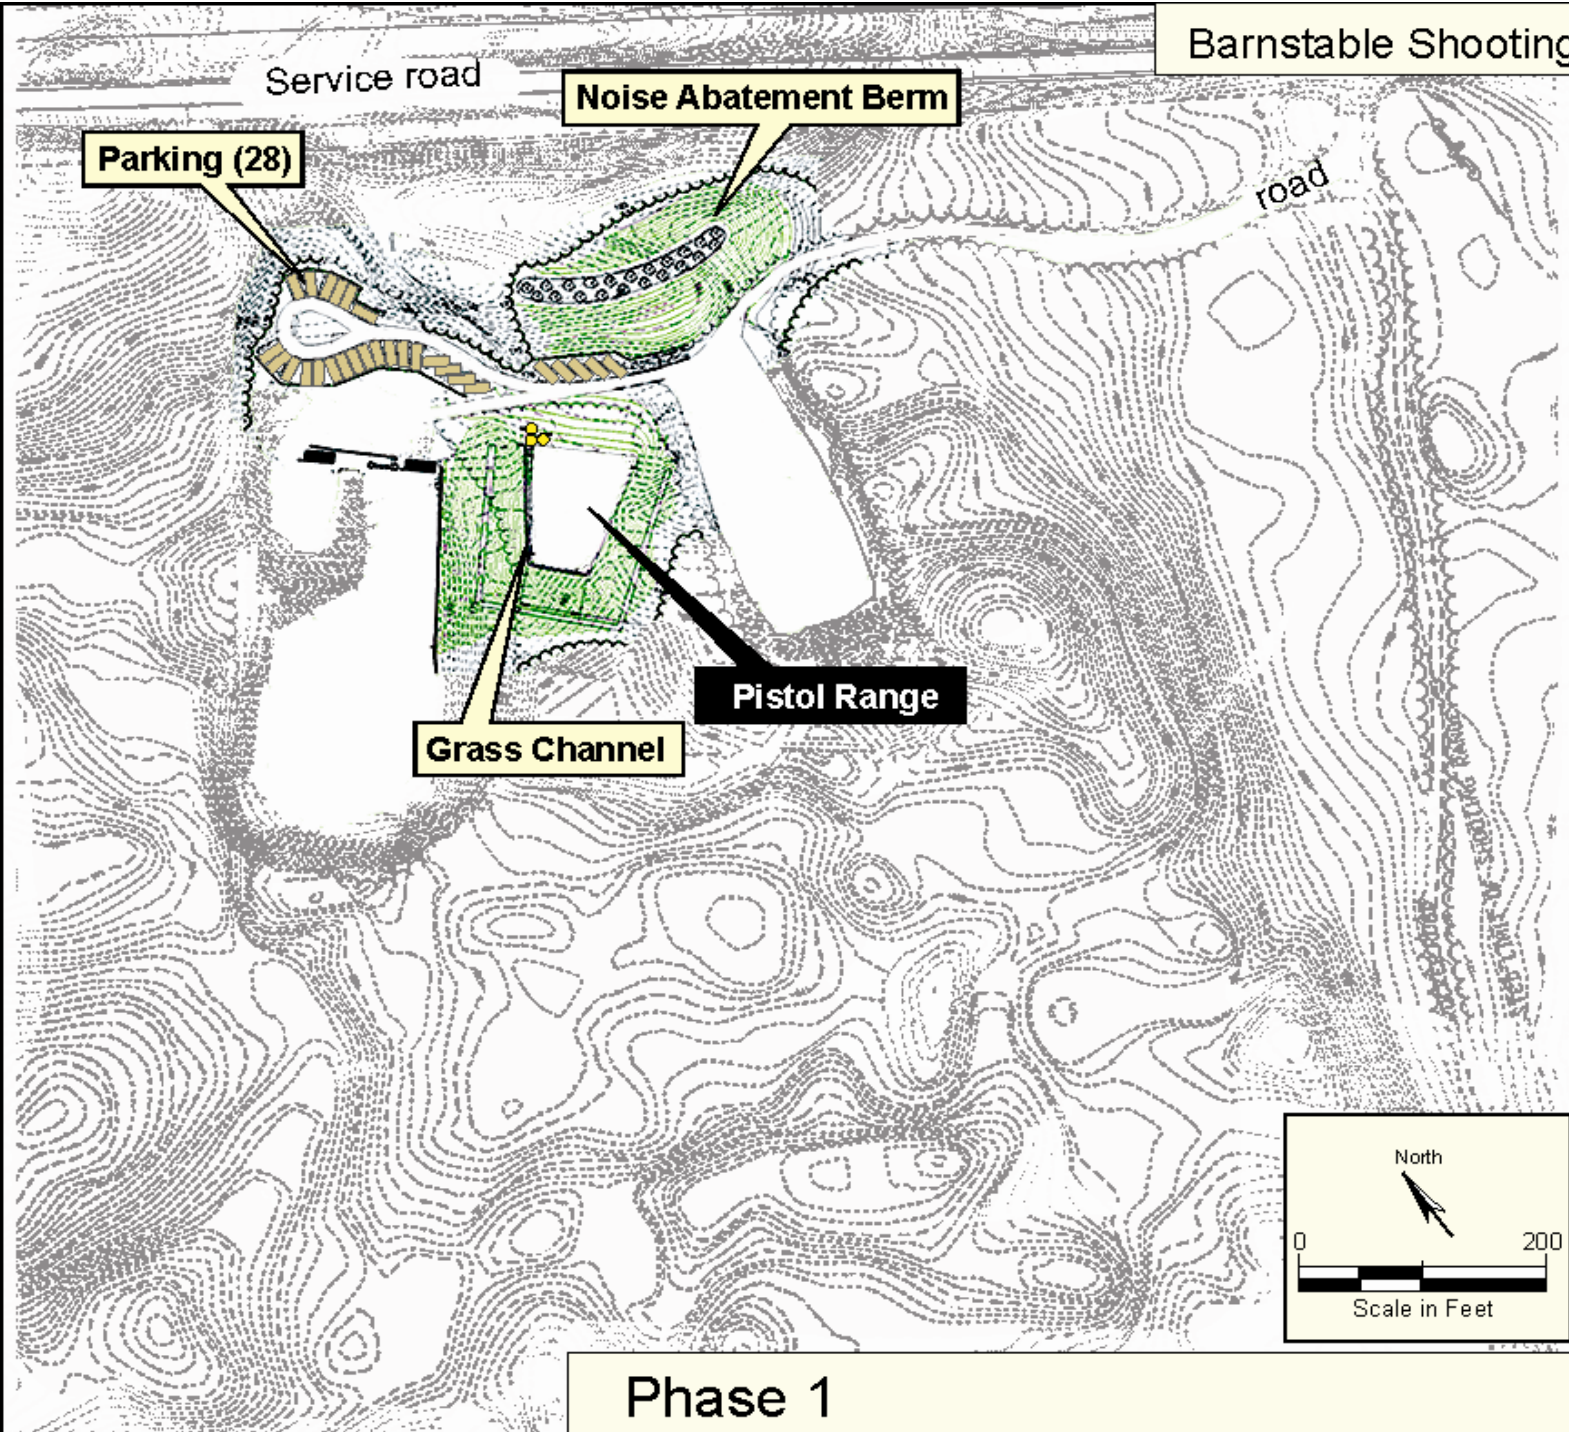 Barnstable Shooting
Service road
Noise Abatement Berm
Parking (28)
road
Pistol Range
Grass Channel
North
0 200
Scale in Feet
Phase 1